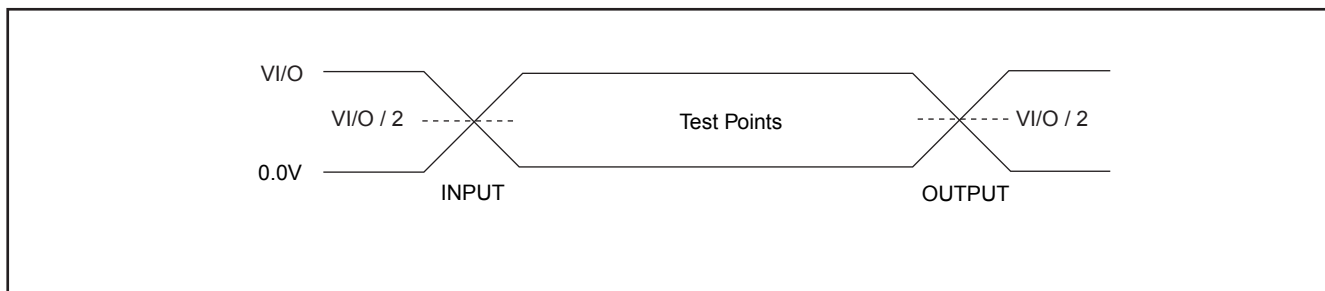 VI/O
VI/O / 2
Test Points
VI/O / 2
0.0V
INPUT
OUTPUT